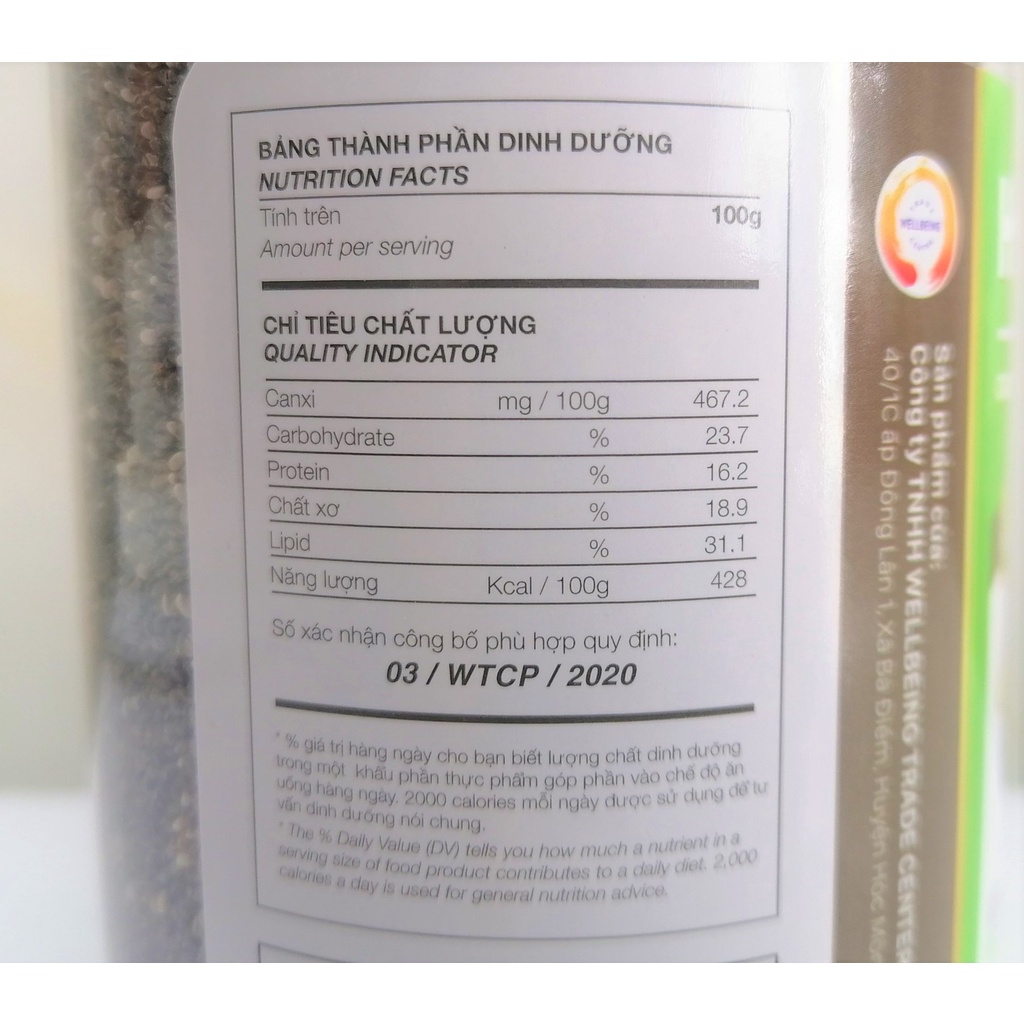 BẢNG THÀNH PHẦN DINH DƯỠNG
NUTRITION FACTS
Tính trên 100g
Amount per serving
CHỈ TIÊU CHẤT LƯỢNG
QUALITY INDICATOR
Canxi mg / 100g 467.2
Carbohydrate % 23.7
Protein % 16.2
Chất xơ % 18.9
Lipid % 31.1
Năng lượng Kcal / 100g 428
Số xác nhận công bố phù hợp quy định:
03 / WTCP / 2020
* % giá trị hàng ngày cho bạn biết lượng chất dinh dưỡng
trong một khẩu phần thực phẩm góp phần vào chế độ ăn
uống hàng ngày. 2000 calories mỗi ngày được sử dụng để tư
vấn dinh dưỡng nói chung.
* The % Daily Value (DV) tells you how much a nutrient in a
serving size of food product contributes to a daily diet. 2,000
calories a day is used for general nutrition advice.
WELLBEING
Sản phẩm của:
Công ty TNHH WELLBEING TRADE CENTER
40/1C ấp Đông Lân 1, Xã Bà Điểm, Huyện Hóc Môn